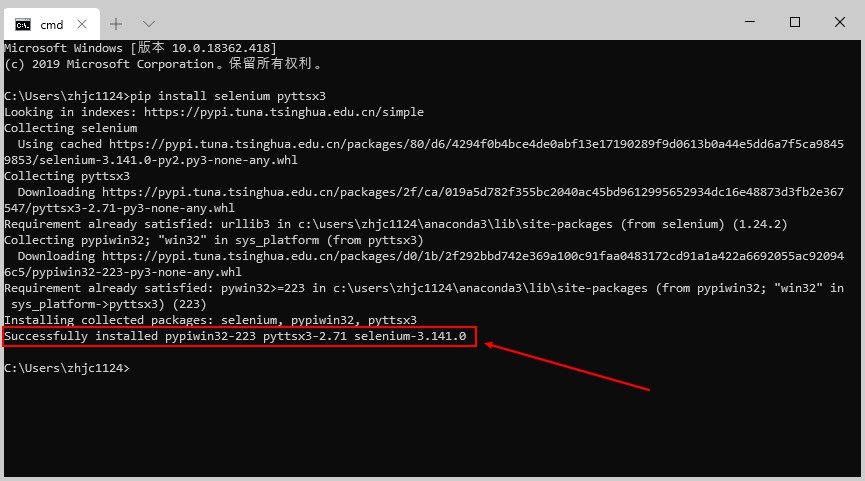 cmd
Microsoft Windows [版本 10.0.18362.418]
(c) 2019 Microsoft Corporation。保留所有权利。
C:\Users\zhjc1124>pip install selenium pyttsx3
Looking in indexes: https://pypi.tuna.tsinghua.edu.cn/simple
Collecting selenium
  Using cached https://pypi.tuna.tsinghua.edu.cn/packages/80/d6/4294f0b4bce4de0abf13e17190289f9d0613b0a44e5dd6a7f5ca9845
9853/selenium-3.141.0-py2.py3-none-any.whl
Collecting pyttsx3
  Downloading https://pypi.tuna.tsinghua.edu.cn/packages/2f/ca/019a5d782f355bc2040ac45bd9612995652934dc16e48873d3fb2e367
547/pyttsx3-2.71-py3-none-any.whl
Requirement already satisfied: urllib3 in c:\users\zhjc1124\anaconda3\lib\site-packages (from selenium) (1.24.2)
Collecting pypiwin32; "win32" in sys_platform (from pyttsx3)
  Downloading https://pypi.tuna.tsinghua.edu.cn/packages/d0/1b/2f292bbd742e369a100c91faa0483172cd91a1a422a6692055ac92094
6c5/pypiwin32-223-py3-none-any.whl
Requirement already satisfied: pywin32>=223 in c:\users\zhjc1124\anaconda3\lib\site-packages (from pypiwin32; "win32" in
 sys_platform->pyttsx3) (223)
Installing collected packages: selenium, pypiwin32, pyttsx3
Successfully installed pypiwin32-223 pyttsx3-2.71 selenium-3.141.0
C:\Users\zhjc1124>